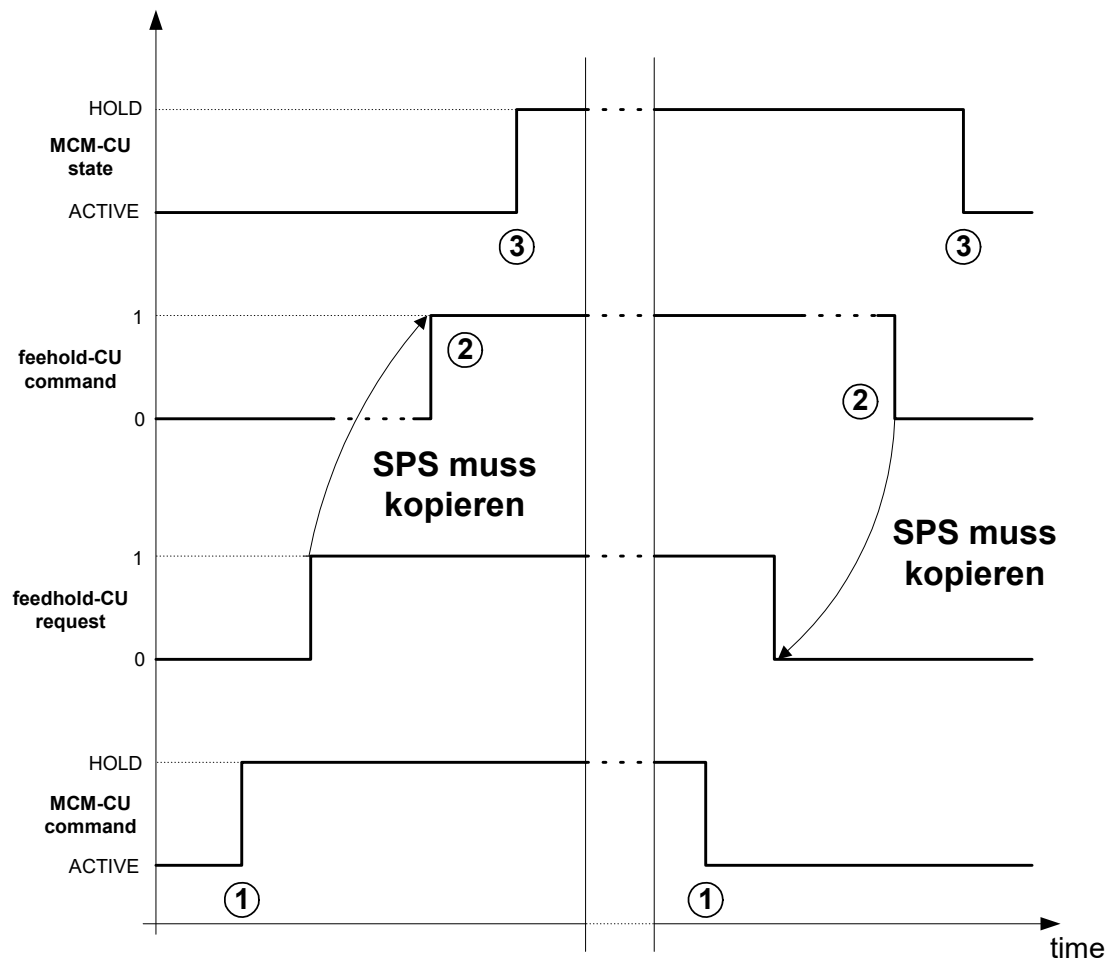 HOLD
MCM-CU
state
ACTIVE
3
3
1
2
feehold-CU
command
2
0
SPS muss
kopieren
SPS muss
kopieren
1
feedhold-CU
request
0
HOLD
MCM-CU
command
ACTIVE
1
1
time